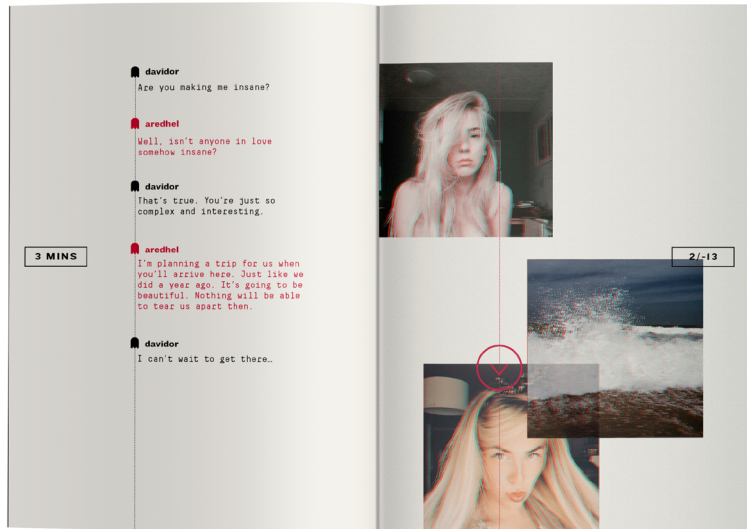 davidor
Are you making me insane?
aredhel
Well, isn't anyone in love
somehow insane?
davidor
That's true. You're just so
complex and interesting.
3 MINS
aredhel
I'm planning a trip for us when
you'll arrive here. Just like we
did a year ago. It's going to be
beautiful. Nothing will be able
to tear us apart then.
davidor
I can't wait to get there…
2/-13